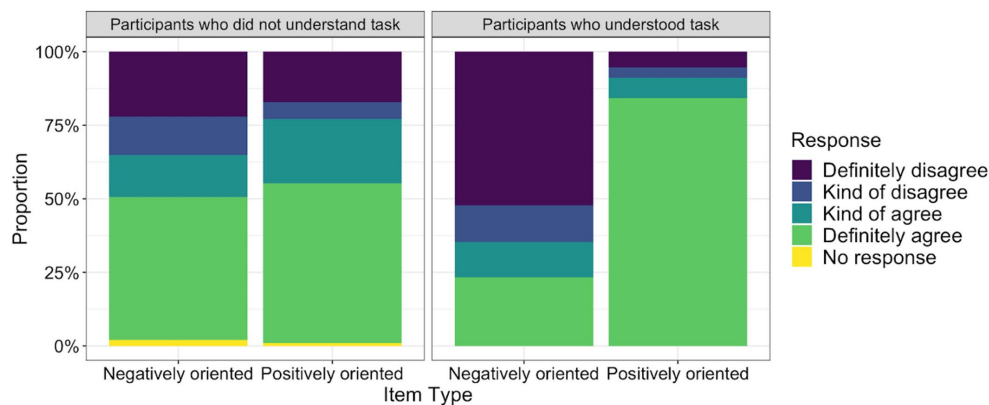 Participants who did not understand task
Participants who understood task
100%
75%
50%
25%
0%
Proportion
Negatively oriented
Positively oriented
Negatively oriented
Positively oriented
Item Type
Response
Definitely disagree
Kind of disagree
Kind of agree
Definitely agree
No response